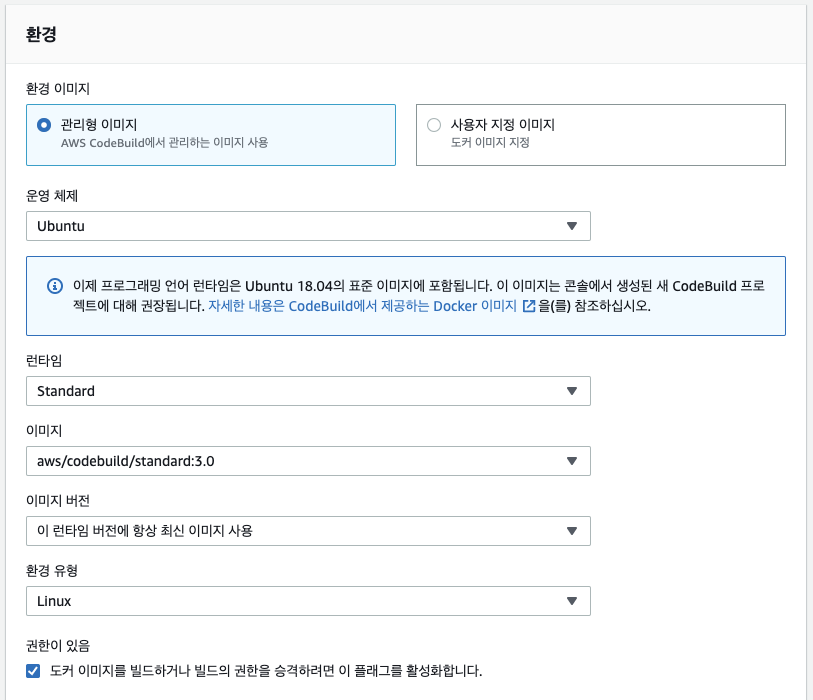 환경
환경 이미지
관리형 이미지
AWS CodeBuild에서 관리하는 이미지 사용
사용자 지정 이미지
도커 이미지 지정
운영 체제
Ubuntu
이제 프로그래밍 언어 런타임은 Ubuntu 18.04의 표준 이미지에 포함됩니다. 이 이미지는 콘솔에서 생성된 새 CodeBuild 프로
젝트에 대해 권장됩니다. 자세한 내용은 CodeBuild에서 제공하는 Docker 이미지 을(를) 참조하십시오.
런타임
Standard
이미지
aws/codebuild/standard:3.0
이미지 버전
이 런타임 버전에 항상 최신 이미지 사용
환경 유형
Linux
권한이 있음
도커 이미지를 빌드하거나 빌드의 권한을 승격하려면 이 플래그를 활성화합니다.